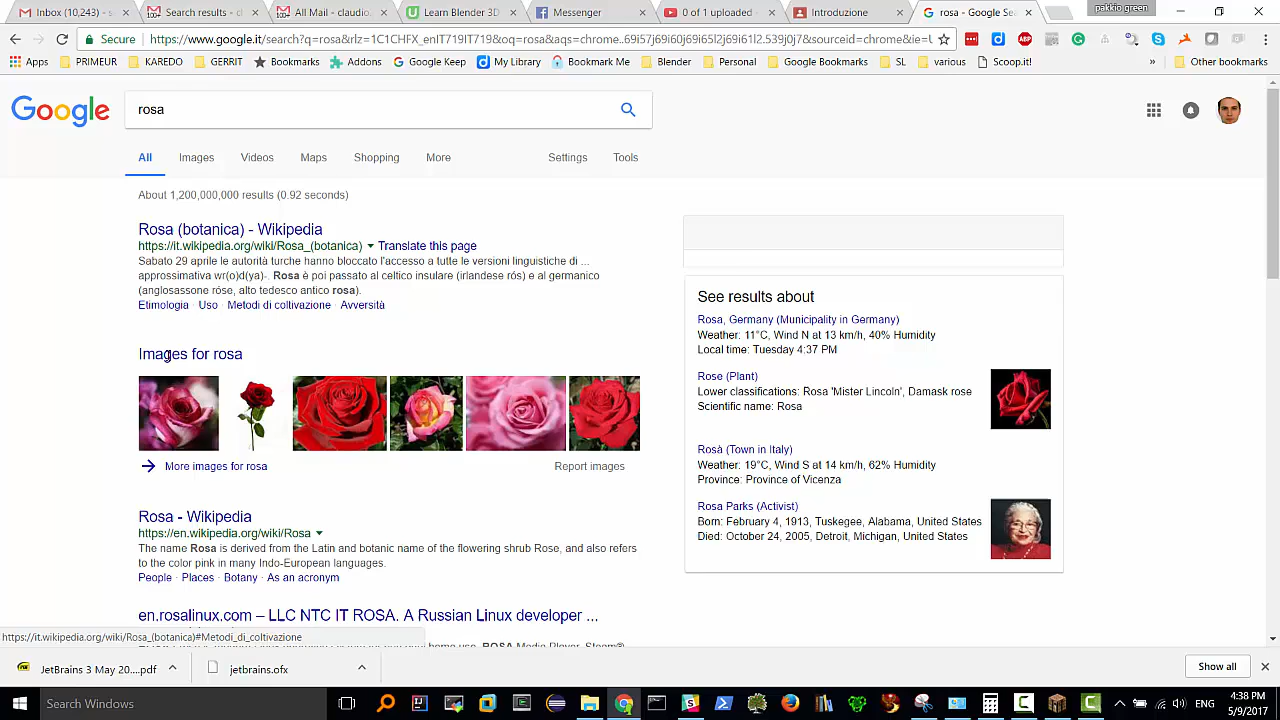 Inbox (10,243) - s
Search results - cla
All Mail - claudio.
Learn Blender 3D
Messenger
0 of 1 uploaded -
Introduzione
rosa - Google Sea
pakkio green
Secure
https://www.google.it/search?q=rosa&rlz=1C1CHFX_enIT719IT719&oq=rosa&aqs=chrome..69i57j69i60j69i65l2j69i61l2.539j0j7&sourceid=chrome&ie=U
Apps
PRIMEUR
KAREDO
GERRIT
Bookmarks
Addons
Google Keep
My Library
Bookmark Me
Blender
Personal
Google Bookmarks
SL
various
Scoop.it!
»
Other bookmarks
Google
rosa
All Images Videos Maps Shopping More Settings Tools
About 1,200,000,000 results (0.92 seconds)
Rosa (botanica) - Wikipedia
https://it.wikipedia.org/wiki/Rosa_(botanica) Translate this page
Sabato 29 aprile le autorità turche hanno bloccato l'accesso a tutte le versioni linguistiche di ...
approssimativa wr(o)d(ya)-. Rosa è poi passato al celtico insulare (irlandese rós) e al germanico
(anglosassone róse, alto tedesco antico rosa).
Etimologia · Uso · Metodi di coltivazione · Avversità
Images for rosa
More images for rosa
Report images
Rosa - Wikipedia
https://en.wikipedia.org/wiki/Rosa
The name Rosa is derived from the Latin and botanic name of the flowering shrub Rose, and also refers
to the color pink in many Indo-European languages.
People · Places · Botany · As an acronym
en.rosalinux.com – LLC NTC IT ROSA. A Russian Linux developer ...
See results about
Rosa, Germany (Municipality in Germany)
Weather: 11°C, Wind N at 13 km/h, 40% Humidity
Local time: Tuesday 4:37 PM
Rose (Plant)
Lower classifications: Rosa 'Mister Lincoln', Damask rose
Scientific name: Rosa
Rosà (Town in Italy)
Weather: 19°C, Wind S at 14 km/h, 62% Humidity
Province: Province of Vicenza
Rosa Parks (Activist)
Born: February 4, 1913, Tuskegee, Alabama, United States
Died: October 24, 2005, Detroit, Michigan, United States
https://it.wikipedia.org/wiki/Rosa_(botanica)#Metodi_di_coltivazione
JetBrains 3 May 20....pdf
jetbrains.ofx
Show all
Search Windows
ENG
4:38 PM
5/9/2017